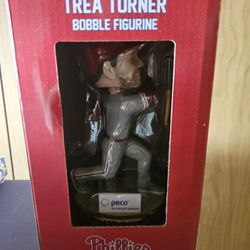 TREA TURNER
BOBBLE FIGURINE
peco
Phillies